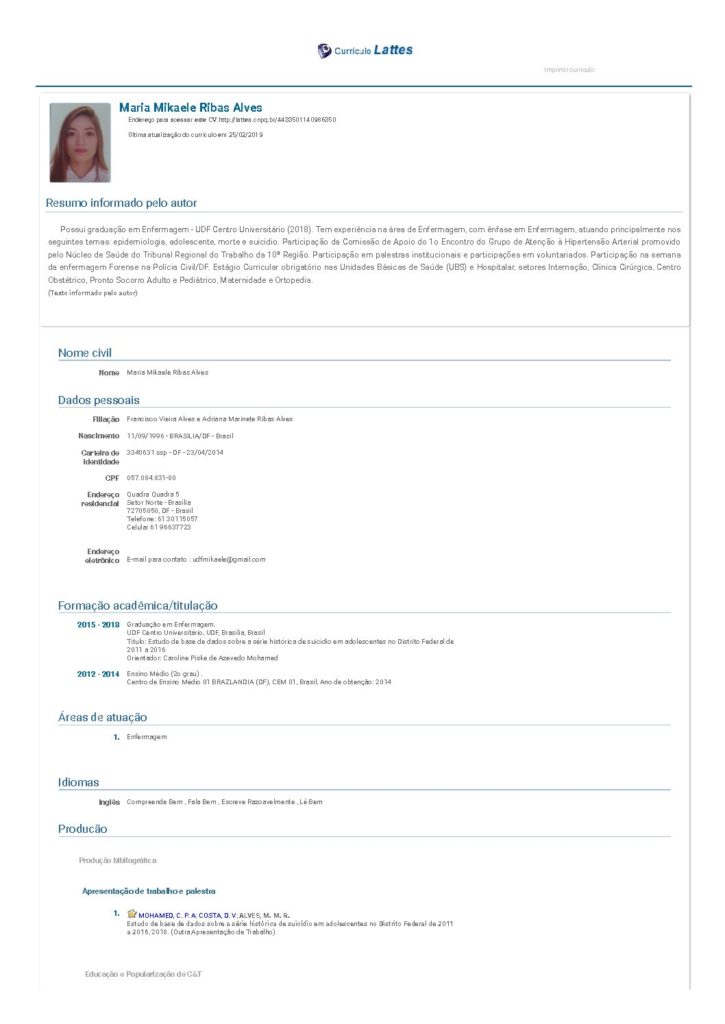 Currículo Lattes
Imprimir currículo
Maria Mikaele Ribas Alves
Endereço para acessar este CV:http://lattes.cnpq.br/4433501140986350
Última atualização do currículo em 25/02/2019
Resumo informado pelo autor
Possui graduação em Enfermagem - UDF Centro Universitário (2018). Tem experiência na área de Enfermagem, com ênfase em Enfermagem, atuando principalmente nos
seguintes temas: epidemiologia, adolescente, morte e suicidio. Participação da Comissão de Apoio do 1o Encontro do Grupo de Atenção à Hipertensão Arterial promovido
pelo Núcleo de Saúde do Tribunal Regional do Trabalho da 10ª Região. Participação em palestras institucionais e participações em voluntariados. Participação na semana
da enfermagem Forense na Polícia Civil/DF. Estágio Curricular obrigatório nas Unidades Básicas de Saúde (UBS) e Hospitalar, setores Internação, Clínica Cirúrgica, Centro
Obstétrico, Pronto Socorro Adulto e Pediátrico, Maternidade e Ortopedia.
(Texto informado pelo autor)
Nome civil
Nome Maria Mikaele Ribas Alves
Dados pessoais
Filiação Francisco Vieira Alves e Adriana Marinete Ribas Alves
Nascimento 11/09/1996 - BRASILIA/DF - Brasil
Carteira de 3340631 ssp - DF - 23/04/2014
Identidade
CPF 057.084.831-80
Endereço Quadra Quadra 5
residencial Setor Norte - Brasilia
72705050, DF - Brasil
Telefone: 61 30115057
Celular 61 96637723
Endereço
eletrônico E-mail para contato : udfmikaele@gmail.com
Formação acadêmica/titulação
2015 - 2018 Graduação em Enfermagem.
UDF Centro Universitário, UDF, Brasilia, Brasil
Título: Estudo de base de dados sobre a série histórica de suicidio em adolescentes no Distrito Federal de
2011 a 2016
Orientador: Caroline Piske de Azevedo Mohamed
2012 - 2014 Ensino Médio (2o grau) .
Centro de Ensino Médio 01 BRAZLANDIA (DF), CEM 01, Brasil, Ano de obtenção: 2014
Áreas de atuação
1. Enfermagem
Idiomas
Inglês Compreende Bem , Fala Bem , Escreve Razoavelmente , Lê Bem
Produção
Produção bibliográfica
Apresentação de trabalho e palestra
1. MOHAMED, C. P. A; COSTA, D. V; ALVES, M. M. R.
Estudo de base de dados sobre a série histórica de suicídio em adolescentes no Distrito Federal de 2011
a 2016, 2018. (Outra,Apresentação de Trabalho)
Educação e Popularização de C&T